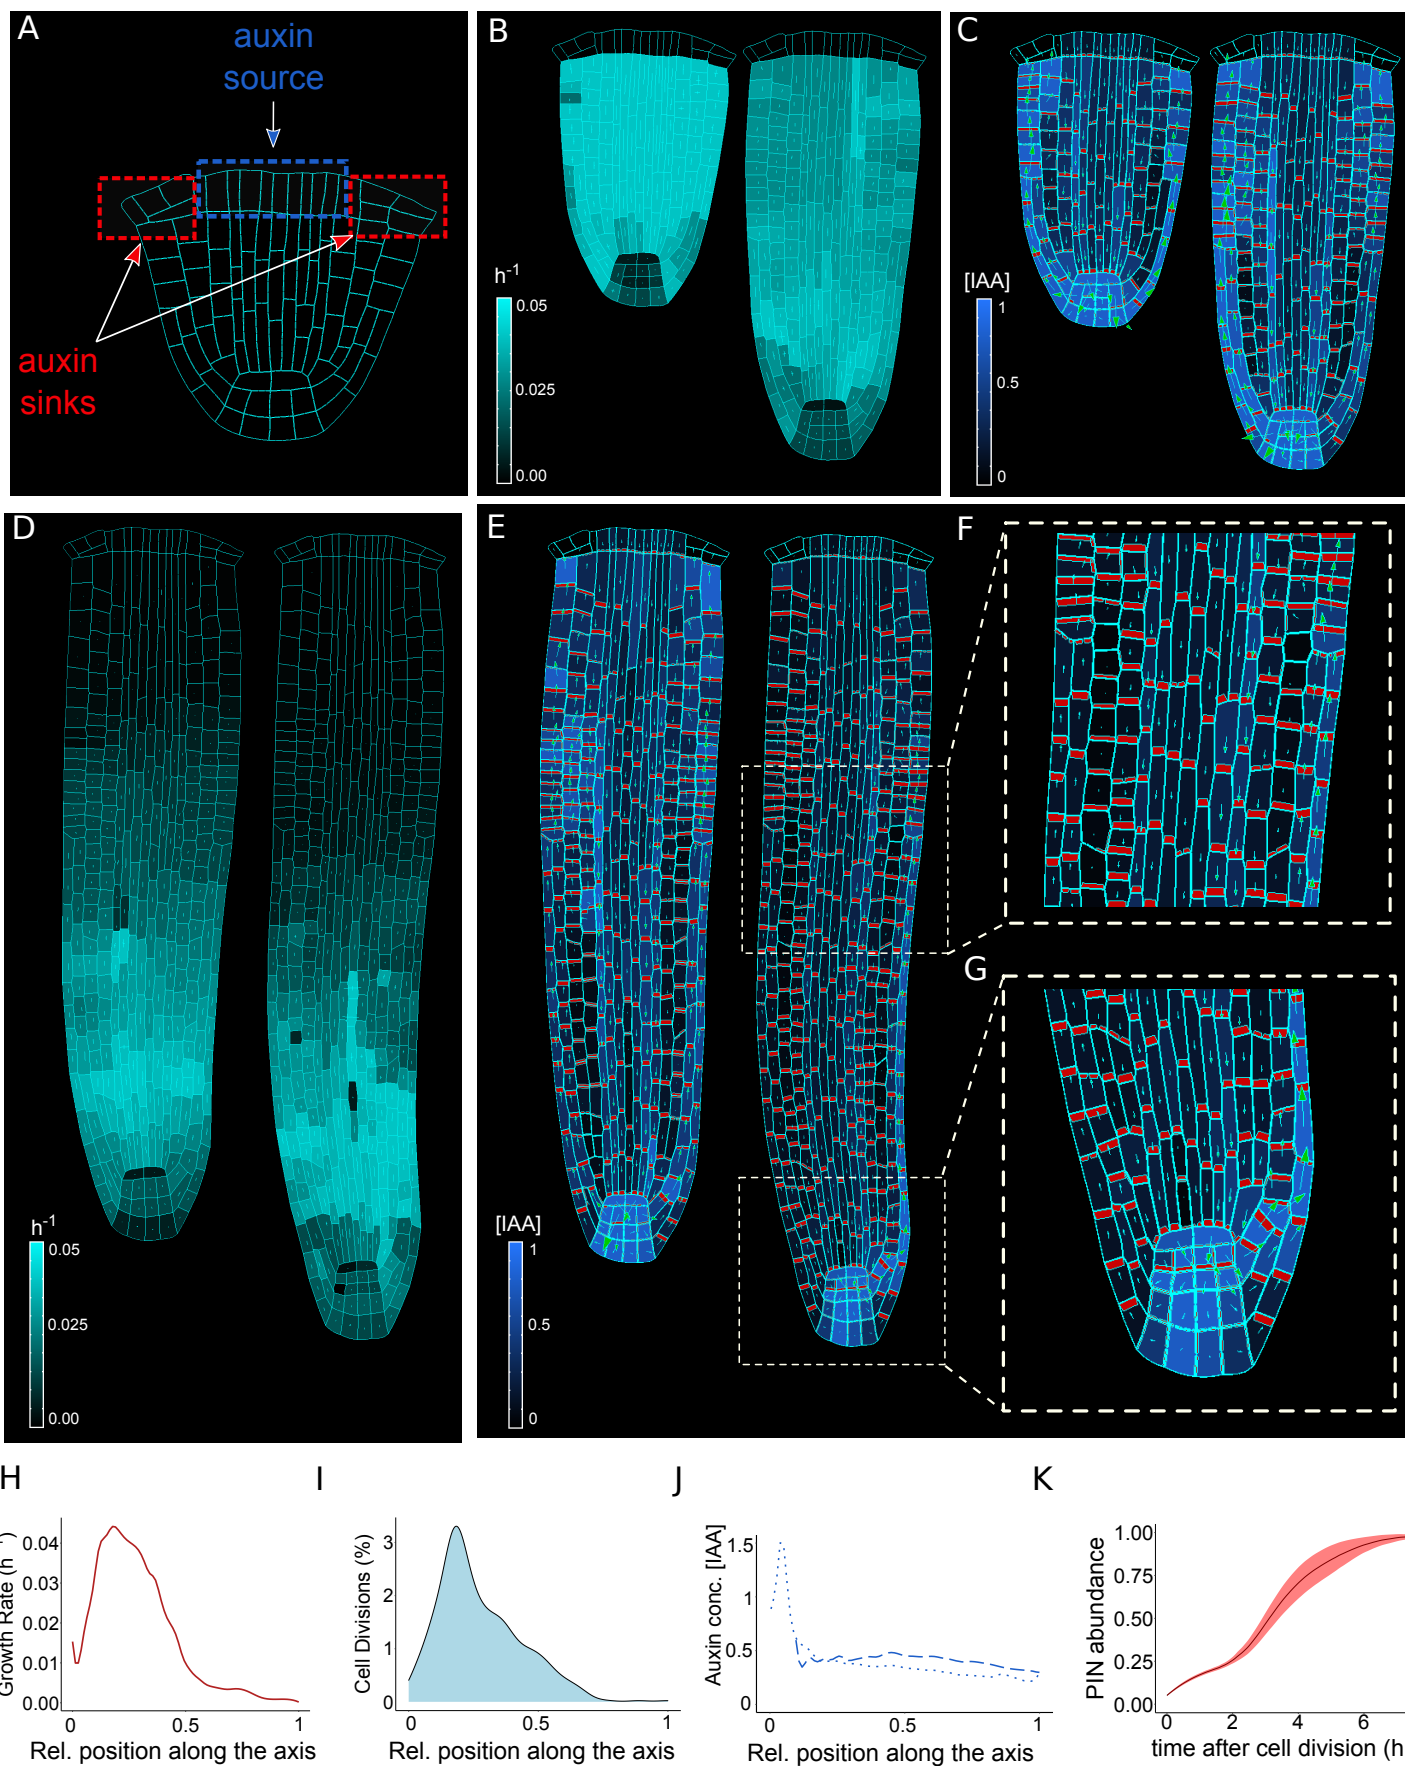 A
auxin
source
auxin
sinks
B
h-1
0.05
0.025
0.00
C
[IAA]
1
0.5
0
D
h-1
0.05
0.025
0.00
E
[IAA]
1
0.5
0
F
G
H
Growth Rate (h-1)
0.04
0.03
0.02
0.01
0.00
0
0.5
1
Rel. position along the axis
I
Cell Divisions (%)
3
2
1
0
0
0.5
1
Rel. position along the axis
J
Auxin conc. [IAA]
1.5
1
0.5
0
0
0.5
1
Rel. position along the axis
K
PIN abundance
1.00
0.75
0.50
0.25
0.00
0
2
4
6
time after cell division (h